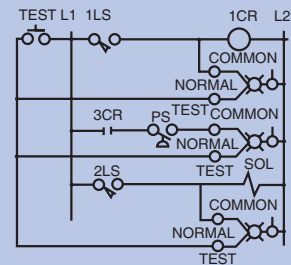 TEST L1 1LS 1CR L2
COMMON
NORMAL
TEST
3CR PS COMMON
NORMAL
TEST
2LS SOL
COMMON
NORMAL
TEST